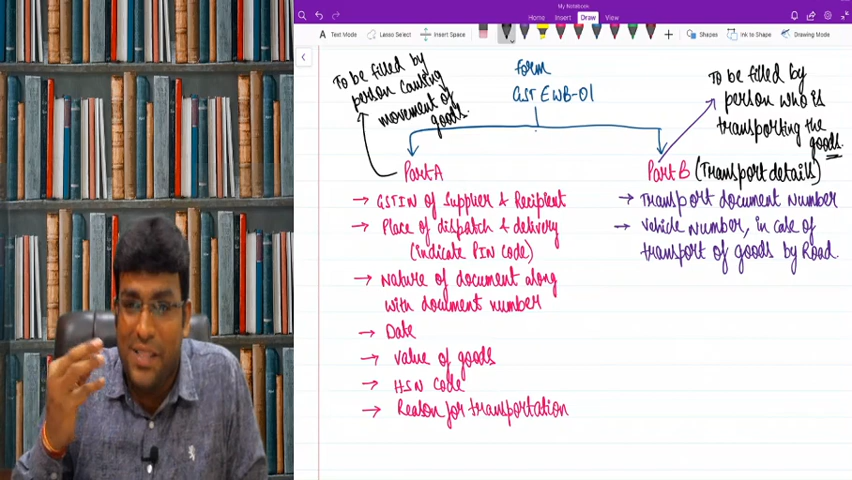 My Notebook
Home Insert Draw View
Text Mode Lasso Select Insert Space Shapes Ink to Shape Drawing Mode
Form
GST EWB-01
To be filled by
person causing
movement of
goods.
To be filled by
person who is
transporting the
goods.
Part A
→ GSTIN of Supplier & Recipient
→ Place of dispatch & delivery
(indicate PIN code)
→ Nature of document along
with document number
→ Date
→ Value of goods
→ HSN Code
→ Reason for transportation
Part B (Transport details)
→ Transport document Number
→ Vehicle Number, in case of
transport of goods by Road.